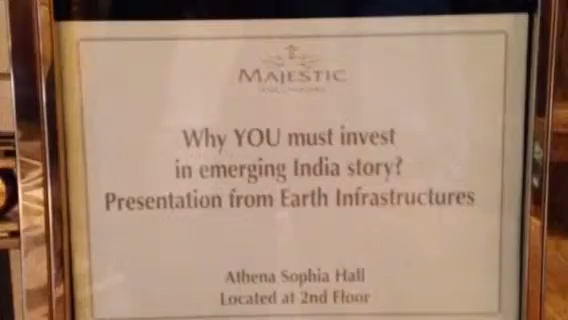 MAJESTIC
Why YOU must invest
in emerging India story?
Presentation from Earth Infrastructures
Athena Sophia Hall
Located at 2nd Floor